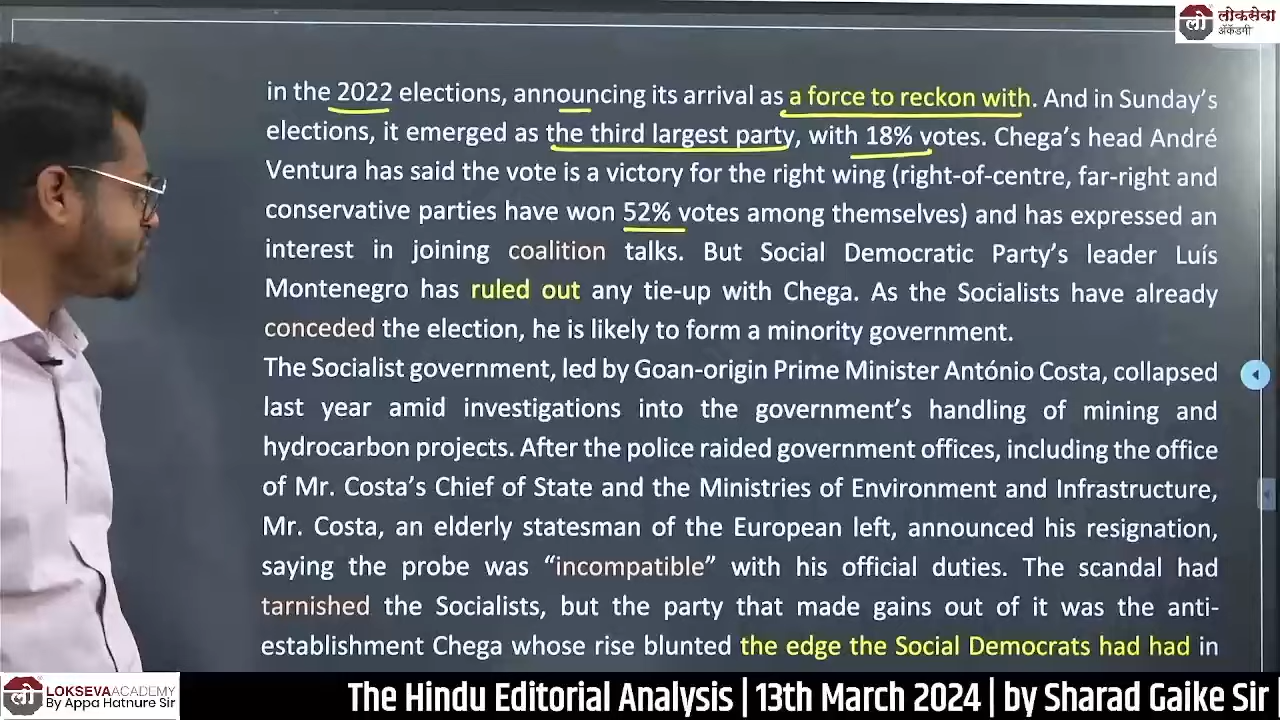 लो
लोकसेवा
ॲकॅडमी
in the 2022 elections, announcing its arrival as a force to reckon with. And in Sunday's
elections, it emerged as the third largest party, with 18% votes. Chega's head André
Ventura has said the vote is a victory for the right wing (right-of-centre, far-right and
conservative parties have won 52% votes among themselves) and has expressed an
interest in joining coalition talks. But Social Democratic Party's leader Luís
Montenegro has ruled out any tie-up with Chega. As the Socialists have already
conceded the election, he is likely to form a minority government.
The Socialist government, led by Goan-origin Prime Minister António Costa, collapsed
last year amid investigations into the government's handling of mining and
hydrocarbon projects. After the police raided government offices, including the office
of Mr. Costa's Chief of State and the Ministries of Environment and Infrastructure,
Mr. Costa, an elderly statesman of the European left, announced his resignation,
saying the probe was “incompatible” with his official duties. The scandal had
tarnished the Socialists, but the party that made gains out of it was the anti-
establishment Chega whose rise blunted the edge the Social Democrats had had in
लो
LOKSEVA ACADEMY
By Appa Hatnure Sir
The Hindu Editorial Analysis | 13th March 2024 | by Sharad Gaike Sir |